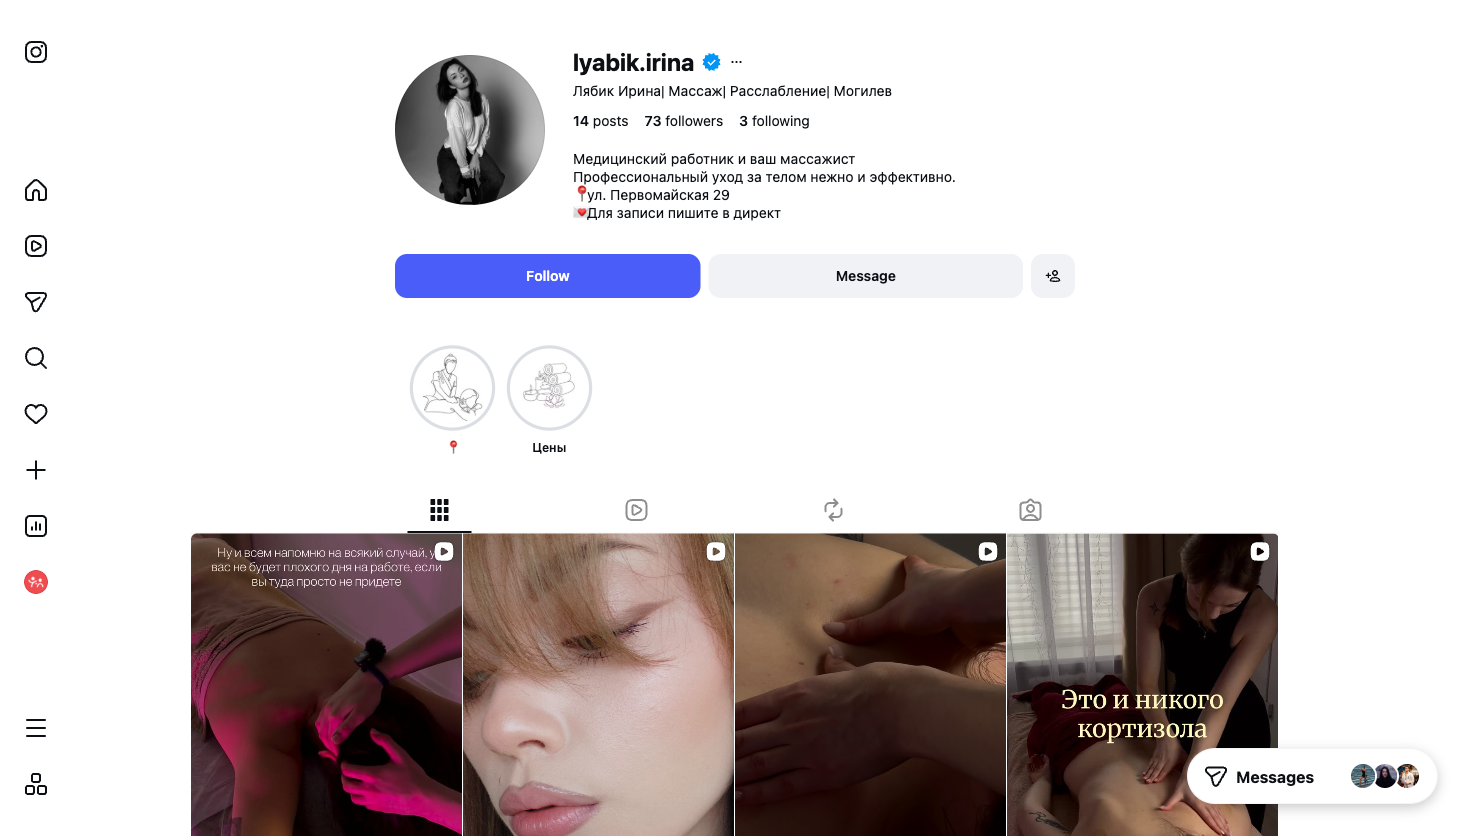 lyabik.irina
Лябик Ирина| Массаж| Расслабление| Могилев
14 posts 73 followers 3 following
Медицинский работник и ваш массажист
Профессиональный уход за телом нежно и эффективно.
📍ул. Первомайская 29
💌Для записи пишите в директ
Follow Message
📍 Цены
Ну и всем напомню на всякий случай, у
вас не будет плохого дня на работе, если
вы туда просто не придете
Это и никого
кортизола
Messages